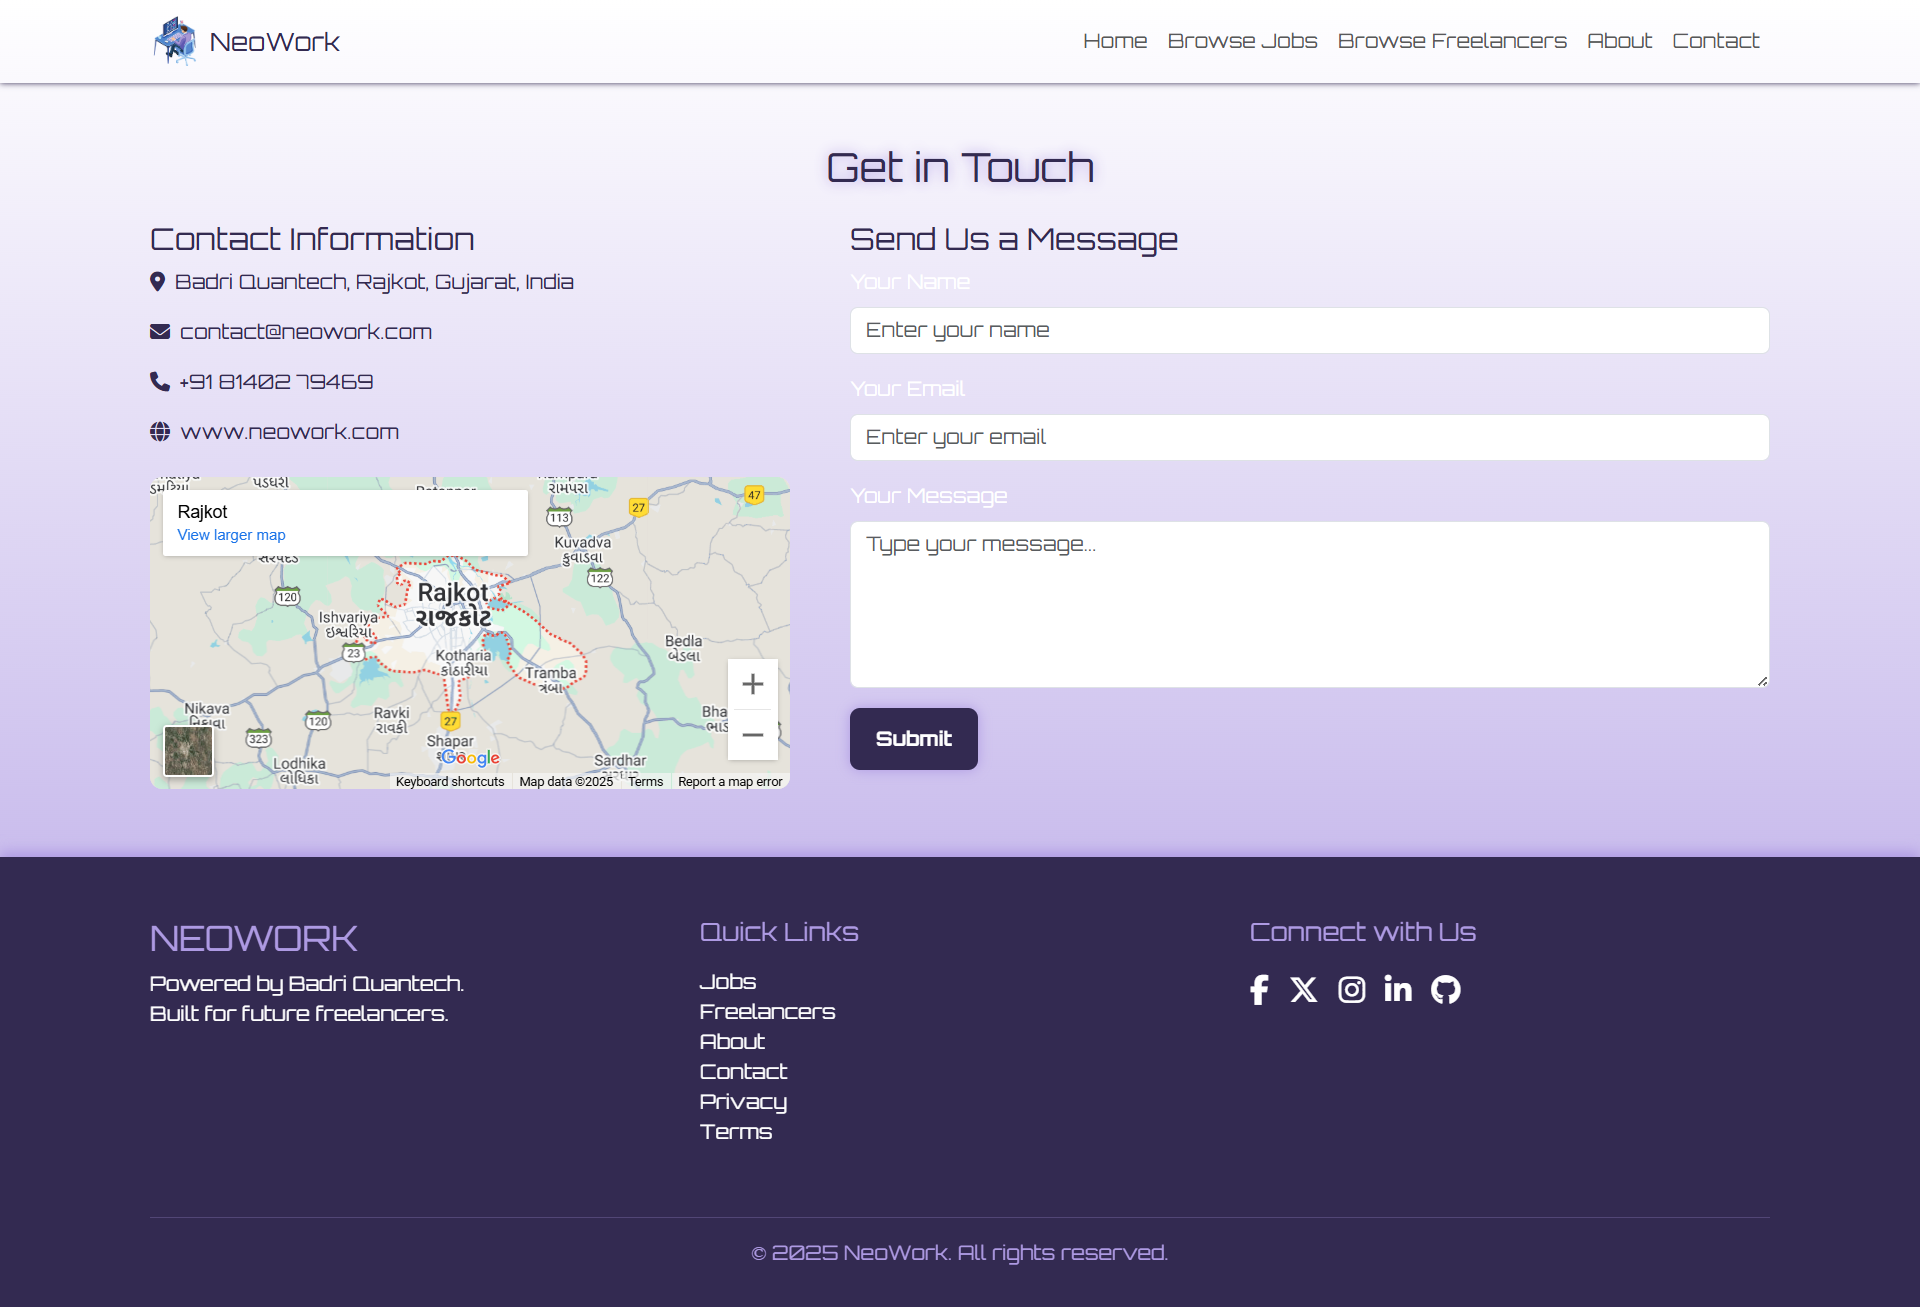 NeoWork
Home Browse Jobs Browse Freelancers About Contact
Get in Touch
Contact Information
Badri Quantech, Rajkot, Gujarat, India
contact@neowork.com
+91 81402 79469
www.neowork.com
Rajkot
View larger map
પડધરી
રામપરા
47
27
113
Kuvadva
કુવાડવા
122
120
Rajkot
રાજકોટ
Ishvariya
ઇશ્વરિયા
23
Kotharia
કોઠારીયા
Bedla
બેડલા
Tramba
ત્રંબા
Nikava
Ravki
રાવકી
120
27
323
Shapar
Lodhika
લોધિકા
Google
Sardhar
Keyboard shortcuts Map data ©2025 Terms Report a map error
Send Us a Message
Your Name
Enter your name
Your Email
Enter your email
Your Message
Type your message...
Submit
NEOWORK
Powered by Badri Quantech.
Built for future freelancers.
Quick Links
Jobs
Freelancers
About
Contact
Privacy
Terms
Connect with Us
© 2025 NeoWork. All rights reserved.